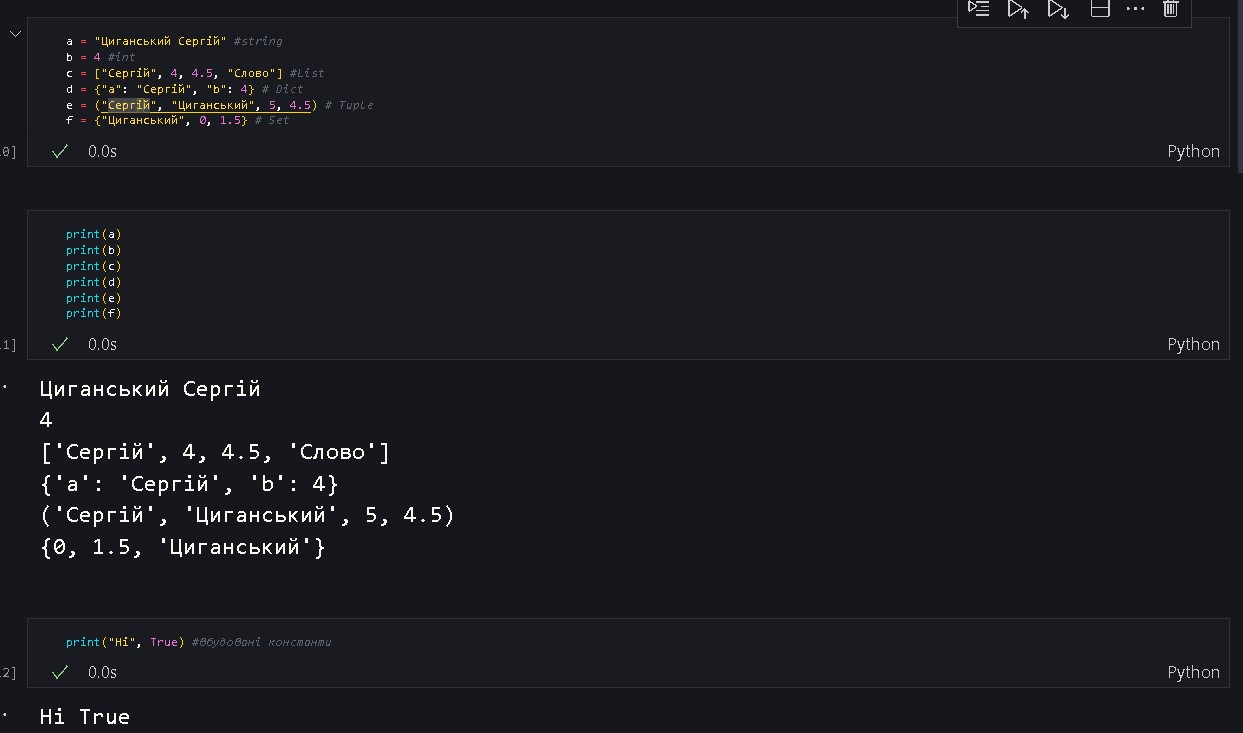 a = "Циганський Сергій" #string
b = 4 #int
c = ["Сергій", 4, 4.5, "Слово"] #List
d = {"a": "Сергій", "b": 4} # Dict
e = ("Сергій", "Циганський", 5, 4.5) # Tuple
f = {"Циганський", 0, 1.5} # Set
0]
0.0s
Python
print(a)
print(b)
print(c)
print(d)
print(e)
print(f)
1]
0.0s
Python
Циганський Сергій
4
['Сергій', 4, 4.5, 'Слово']
{'a': 'Сергій', 'b': 4}
('Сергій', 'Циганський', 5, 4.5)
{0, 1.5, 'Циганський'}
print("Hi", True) #вбудовані константи
2]
0.0s
Python
Hi True